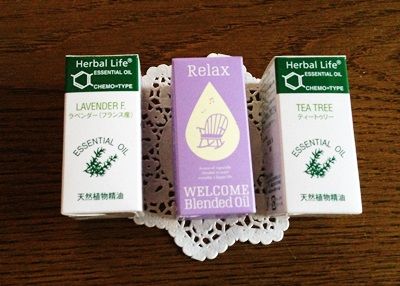 Herbal Life®
ESSENTIAL OIL
CHEMO=TYPE
LAVENDER F.
ラベンダー(フランス産)
ESSENTIAL OIL
天然植物精油
Relax
WELCOME
Blended Oil
Herbal Life®
ESSENTIAL OIL
CHEMO=TYPE
TEA TREE
ティートゥリー
ESSENTIAL OIL
天然植物精油